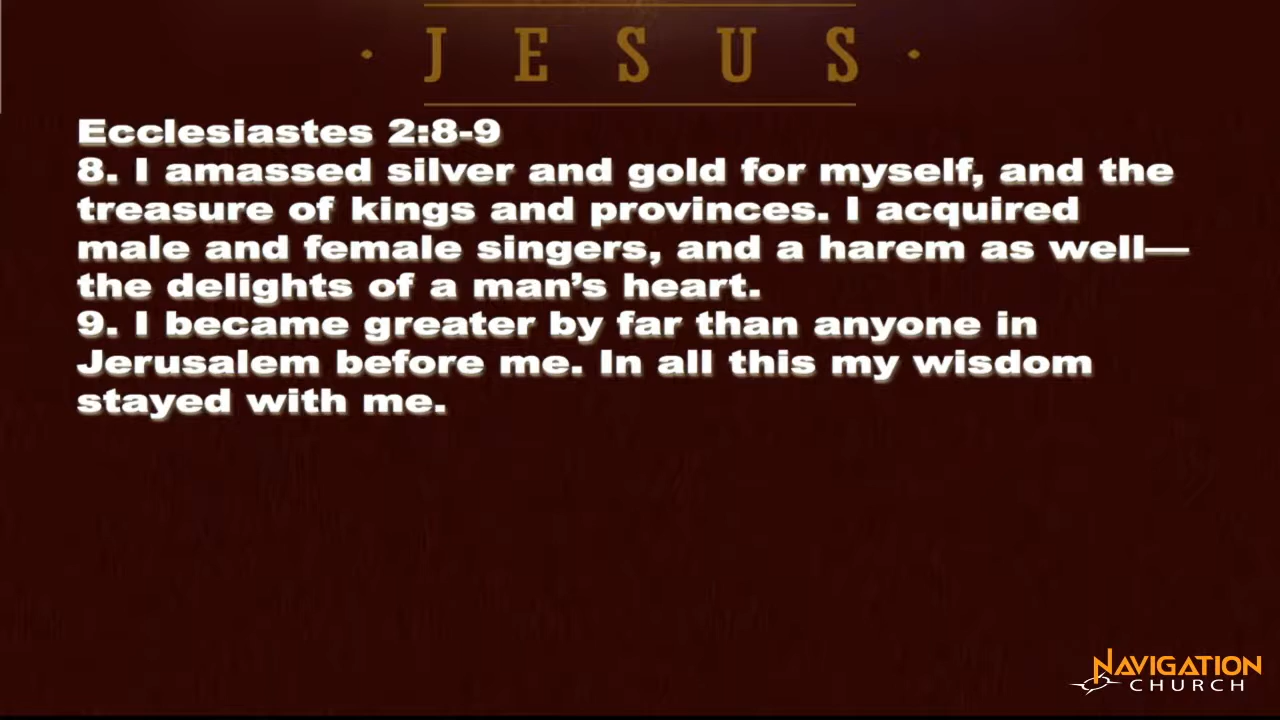 • J E S U S •
Ecclesiastes 2:8-9
8. I amassed silver and gold for myself, and the
treasure of kings and provinces. I acquired
male and female singers, and a harem as well—
the delights of a man’s heart.
9. I became greater by far than anyone in
Jerusalem before me. In all this my wisdom
stayed with me.
NAVIGATION
CHURCH